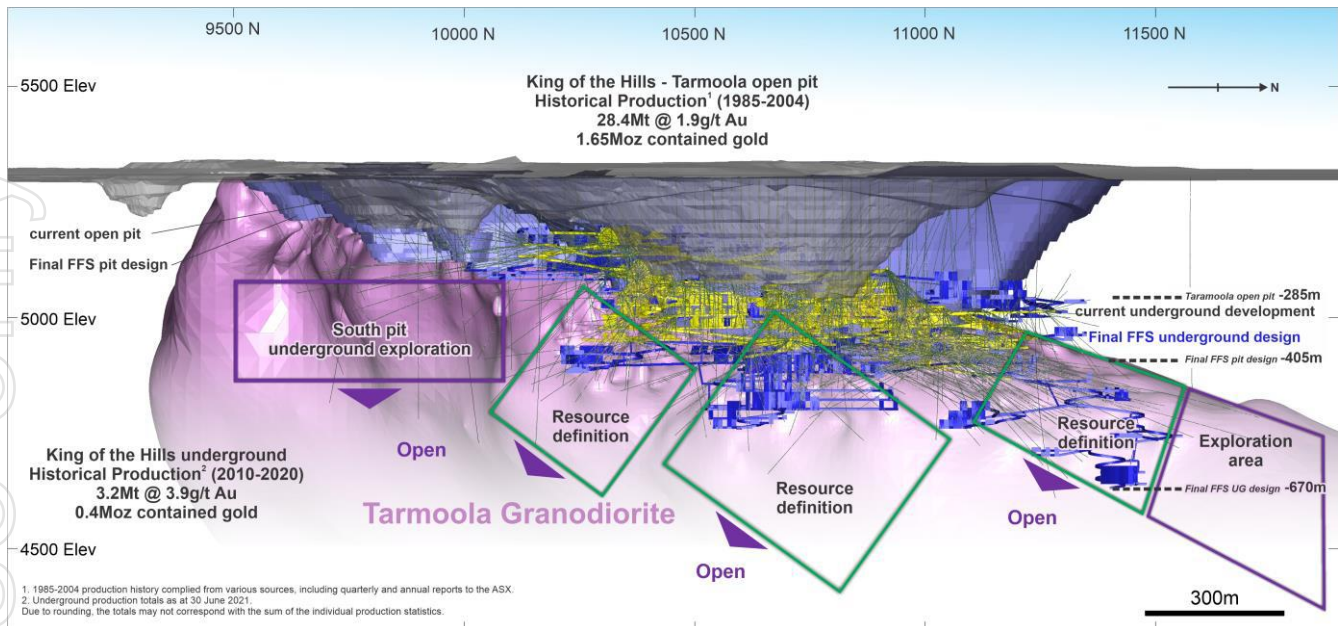 9500 N
10000 N
10500 N
11000 N
11500 N
5500 Elev
King of the Hills - Tarmoola open pit
Historical Production¹ (1985-2004)
28.4Mt @ 1.9g/t Au
1.65Moz contained gold
N
current open pit
Final FFS pit design
5000 Elev
South pit
underground exploration
Taramoola open pit -285m
current underground development
Final FFS underground design
Final FFS pit design -405m
Open
Resource
definition
Resource
definition
Exploration
area
King of the Hills underground
Historical Production² (2010-2020)
3.2Mt @ 3.9g/t Au
0.4Moz contained gold
Resource
definition
Final FFS UG design -670m
Tarmoola Granodiorite
Open
4500 Elev
Open
1. 1985-2004 production history complied from various sources, including quarterly and annual reports to the ASX.
2. Underground production totals as at 30 June 2021.
Due to rounding, the totals may not correspond with the sum of the individual production statistics.
300m